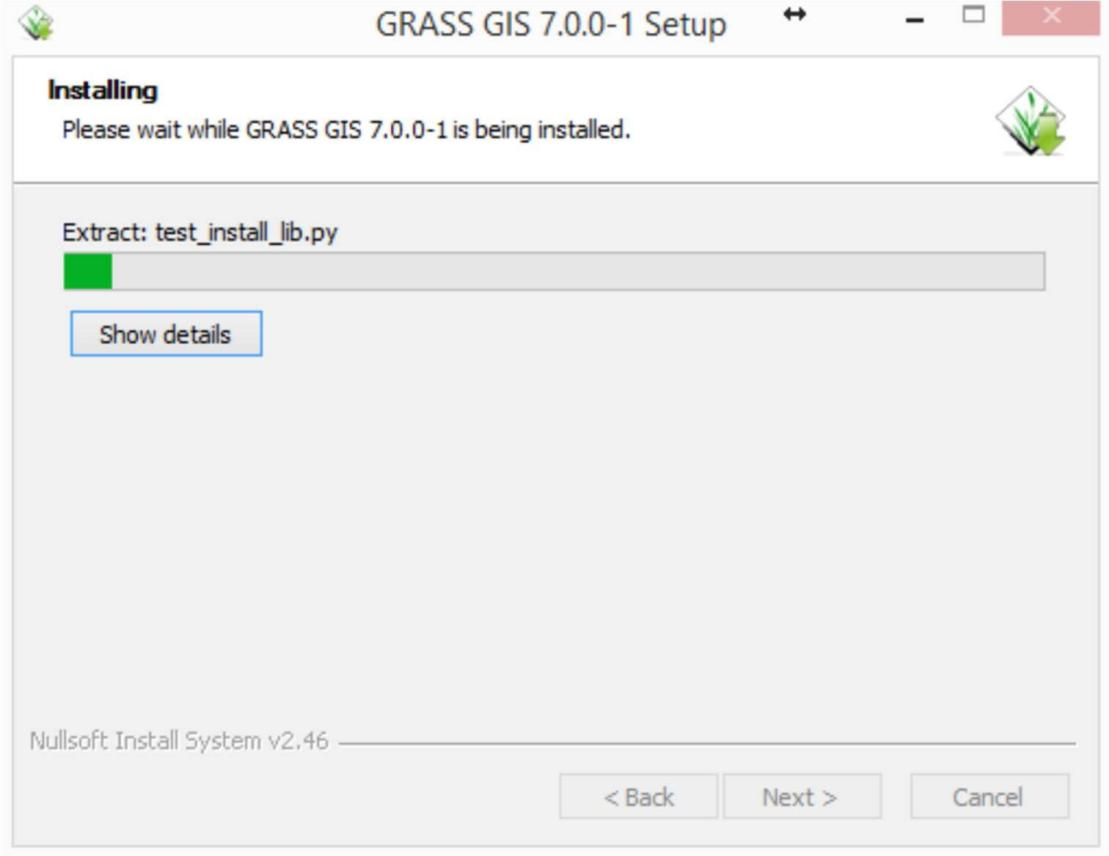 GRASS GIS 7.0.0-1 Setup
Installing
Please wait while GRASS GIS 7.0.0-1 is being installed.
Extract: test_install_lib.py
Show details
Nullsoft Install System v2.46
< Back Next > Cancel